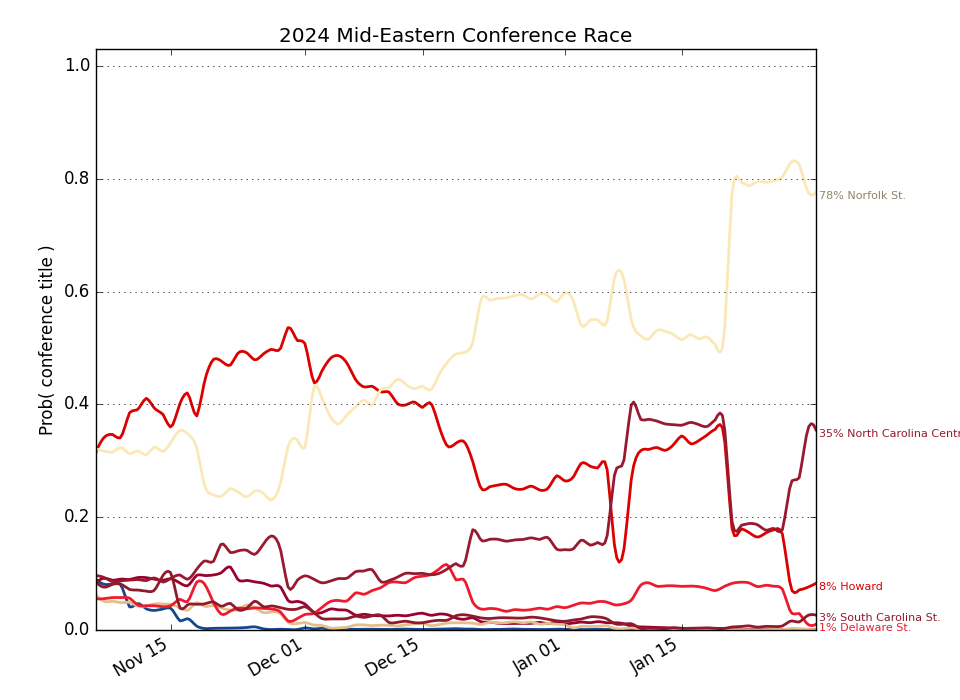 2024 Mid-Eastern Conference Race
1.0
0.8
0.6
0.4
0.2
0.0
Prob( conference title )
Nov 15
Dec 01
Dec 15
Jan 01
Jan 15
78% Norfolk St.
35% North Carolina Centr
8% Howard
3% South Carolina St.
1% Delaware St.